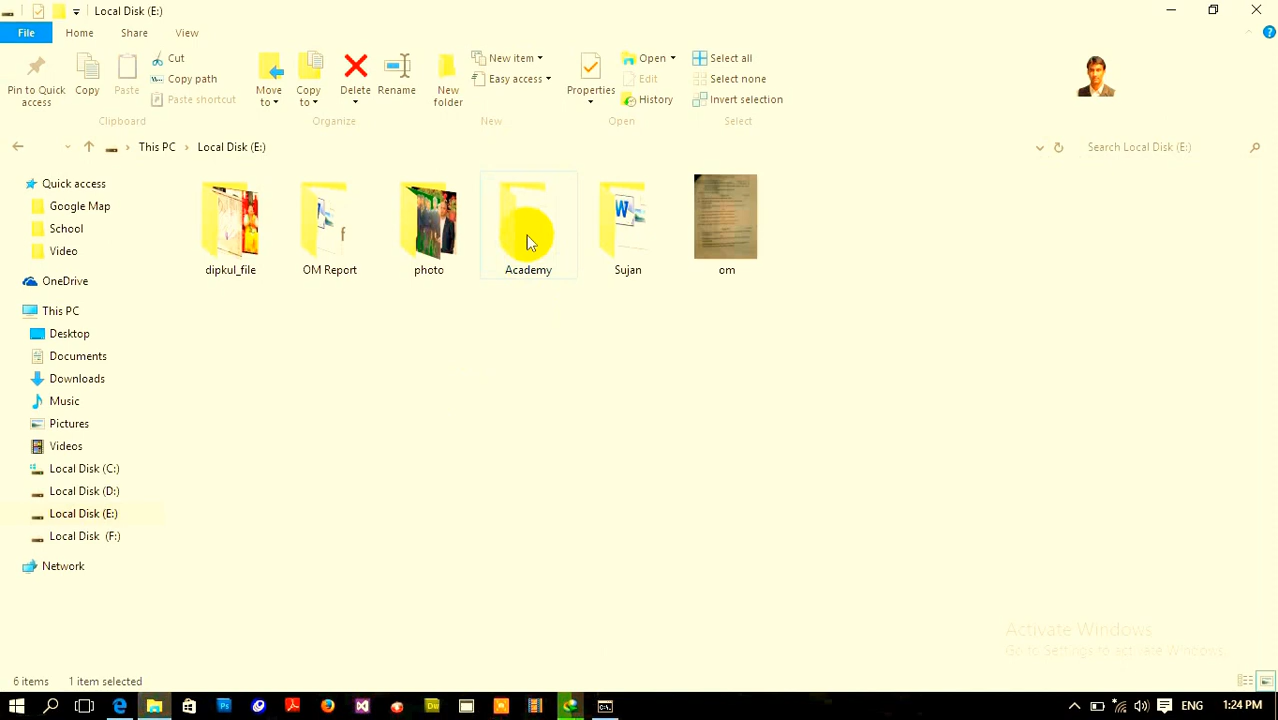 Local Disk (E:)
File Home Share View
Pin to Quick access
Copy
Paste
Cut
Copy path
Paste shortcut
Clipboard
Move to
Copy to
Delete
Rename
Organize
New folder
New item
Easy access
New
Properties
Open
Edit
History
Open
Select all
Select none
Invert selection
Select
This PC Local Disk (E:)
Search Local Disk (E:)
Quick access
Google Map
School
Video
OneDrive
This PC
Desktop
Documents
Downloads
Music
Pictures
Videos
Local Disk (C:)
Local Disk (D:)
Local Disk (E:)
Local Disk (F:)
Network
dipkul_file
OM Report
photo
Academy
Sujan
om
Activate Windows
Go to Settings to activate Windows.
6 items 1 item selected
ENG 1:24 PM